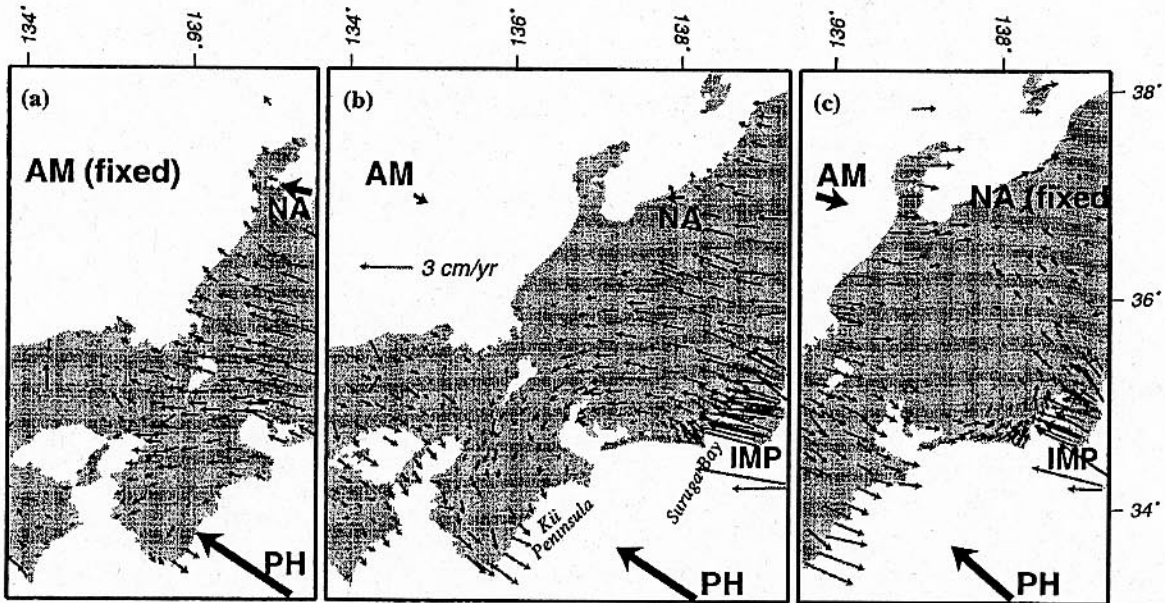 134° 136° 134° 136° 138° 136° 138°
(a) (b) (c) 38°
AM (fixed) AM AM
NA NA NA (fixed
3 cm/yr
36°
IMP IMP
Suruga Bay
Kii
Peninsula
34°
PH PH PH